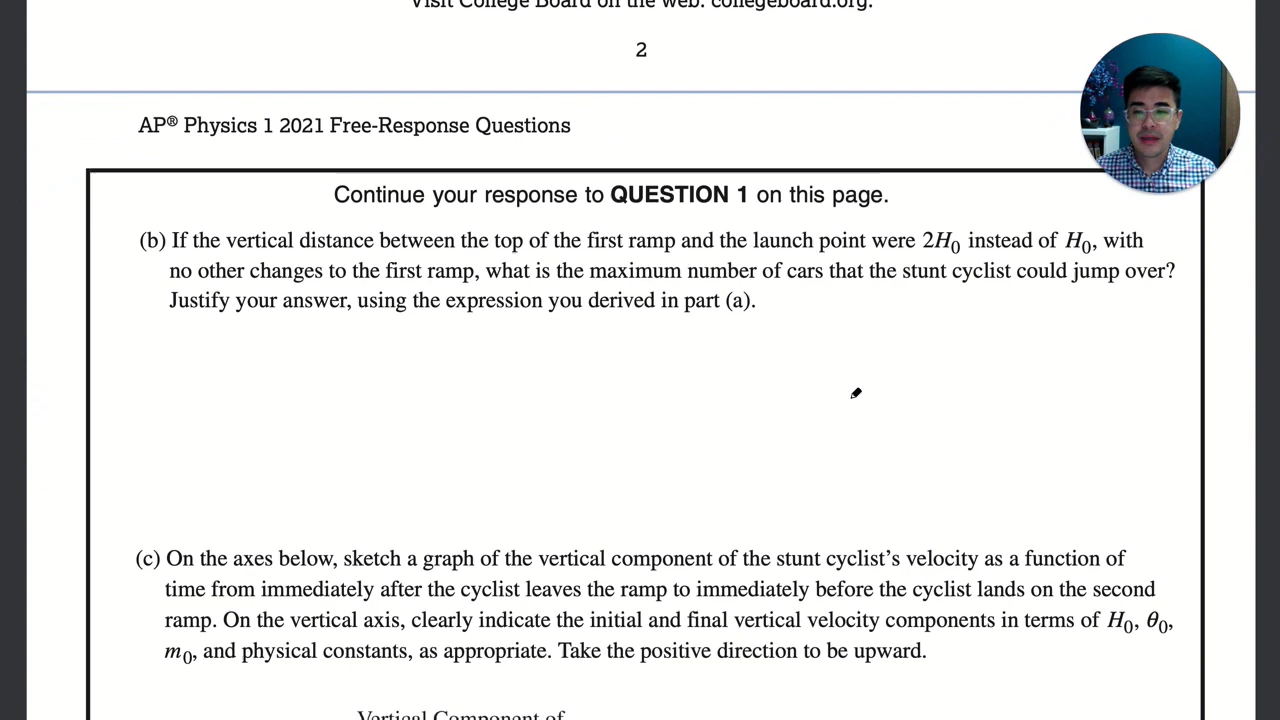 Visit College Board on the web: collegeboard.org.
2
AP® Physics 1 2021 Free-Response Questions
Continue your response to QUESTION 1 on this page.
(b) If the vertical distance between the top of the first ramp and the launch point were 2H₀ instead of H₀, with
no other changes to the first ramp, what is the maximum number of cars that the stunt cyclist could jump over?
Justify your answer, using the expression you derived in part (a).
(c) On the axes below, sketch a graph of the vertical component of the stunt cyclist’s velocity as a function of
time from immediately after the cyclist leaves the ramp to immediately before the cyclist lands on the second
ramp. On the vertical axis, clearly indicate the initial and final vertical velocity components in terms of H₀, θ₀,
m₀, and physical constants, as appropriate. Take the positive direction to be upward.
Vertical Component of